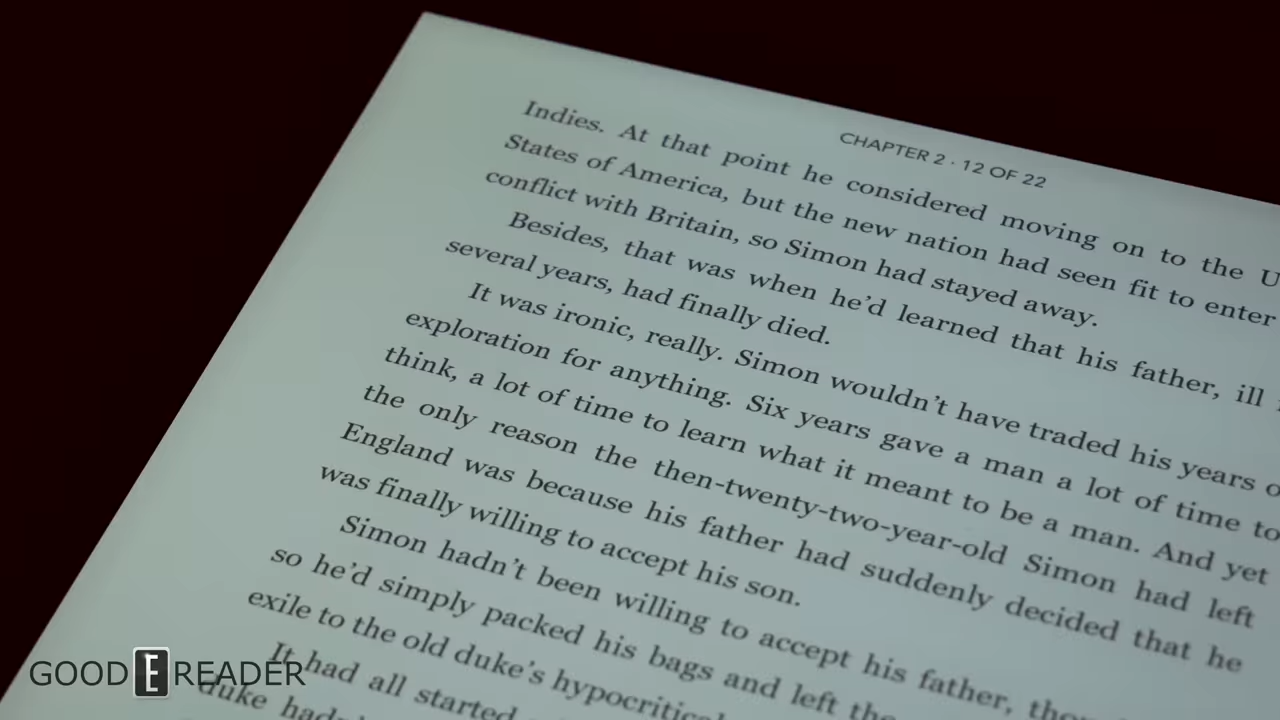 CHAPTER 2 · 12 OF 22
Indies. At that point he considered moving on to the
States of America, but the new nation had seen fit to enter
conflict with Britain, so Simon had stayed away.
Besides, that was when he’d learned that his father, ill
several years, had finally died.
It was ironic, really. Simon wouldn’t have traded his years
exploration for anything. Six years gave a man a lot of time to
think, a lot of time to learn what it meant to be a man. And yet
the only reason the then-twenty-two-year-old Simon had left
England was because his father had suddenly decided that he
was finally willing to accept his son.
Simon hadn’t been willing to accept his father,
so he’d simply packed his bags and left the
exile to the old duke’s hypocritical
It had all started
duke
GOOD E READER